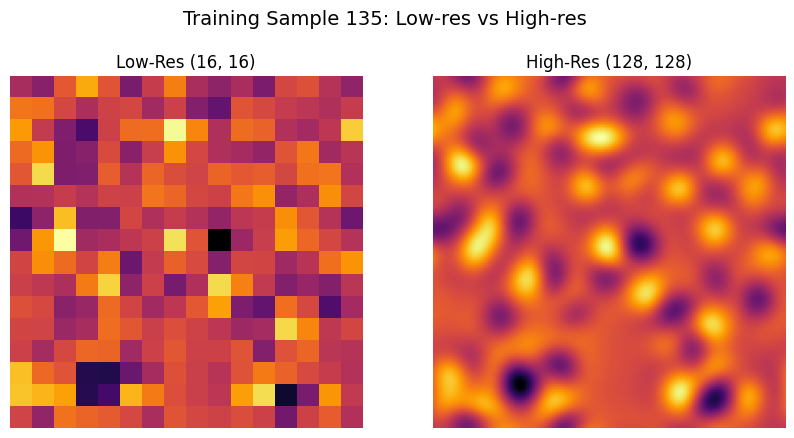 Training Sample 135: Low-res vs High-res
Low-Res (16, 16)
High-Res (128, 128)